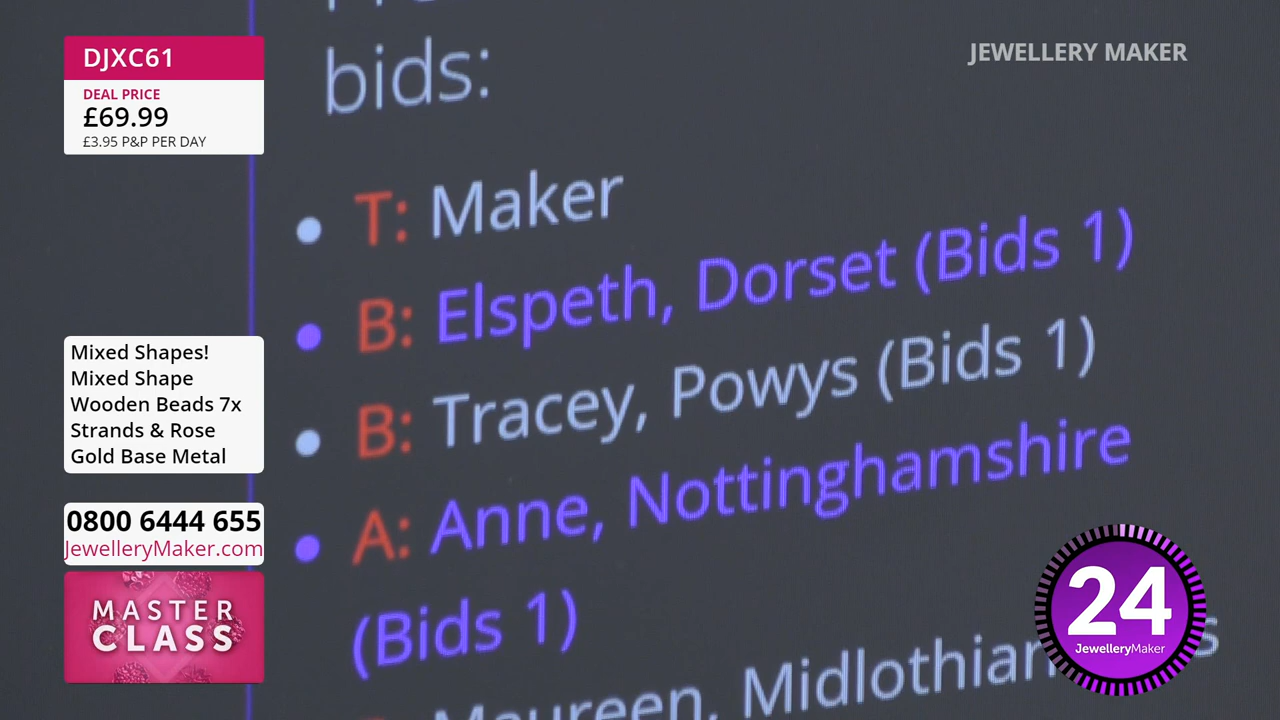 DJXC61
DEAL PRICE
£69.99
£3.95 P&P PER DAY
JEWELLERY MAKER
bids:
T: Maker
B: Elspeth, Dorset (Bids 1)
B: Tracey, Powys (Bids 1)
A: Anne, Nottinghamshire
(Bids 1)
Maureen, Midlothian
Mixed Shapes!
Mixed Shape
Wooden Beads 7x
Strands & Rose
Gold Base Metal
0800 6444 655
JewelleryMaker.com
MASTER
CLASS
24
JewelleryMaker